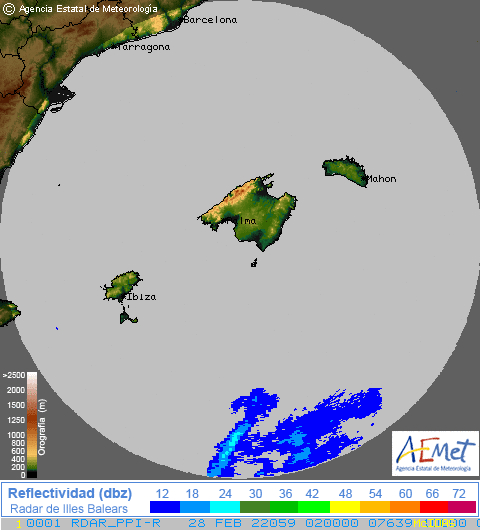 © Agencia Estatal de Meteorología
Barcelona
Tarragona
Mahon
lma
Ibiza
>2500
2000
1500
1000
800
600
400
200
0
Orografía (m)
AEMet
Agencia Estatal de Meteorología
Reflectividad (dbz)
Radar de Illes Balears
12 18 24 30 36 42 48 54 60 66 72
1 0001 RDAR_PPI-R 28 FEB 22059 020000 07639